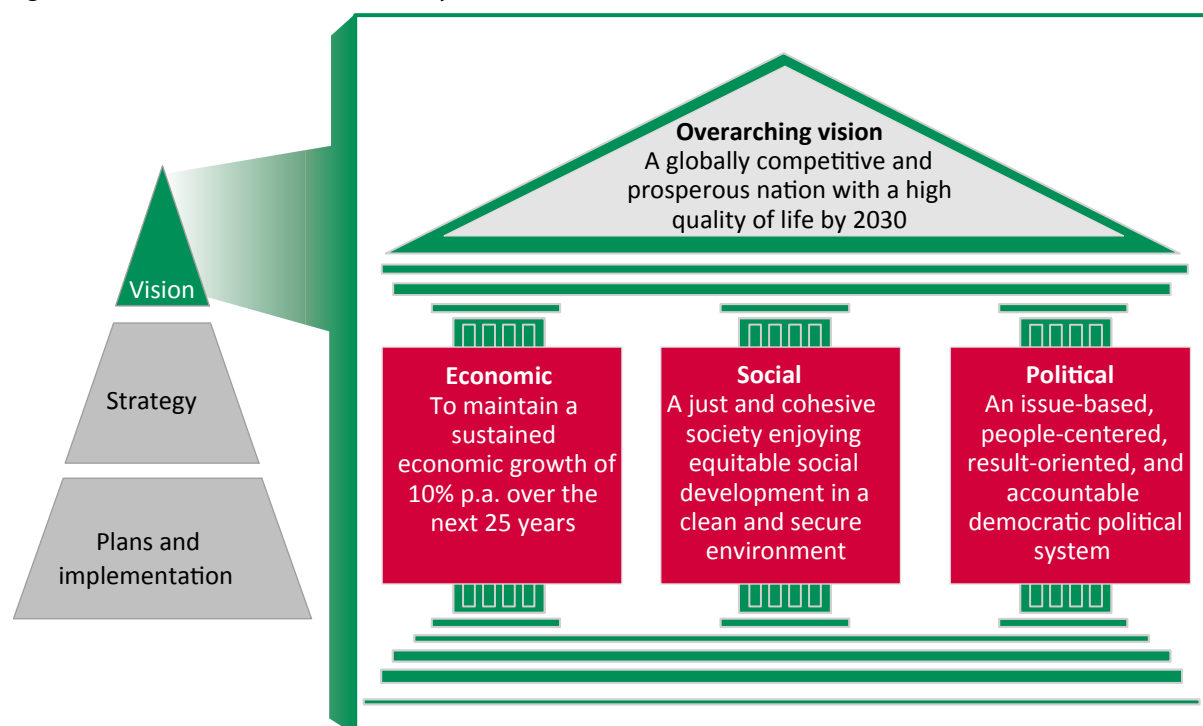 Overarching vision
A globally competitive and
prosperous nation with a high
quality of life by 2030
Vision
Strategy
Plans and
implementation
Economic
To maintain a
sustained
economic growth of
10% p.a. over the
next 25 years
Social
A just and cohesive
society enjoying
equitable social
development in a
clean and secure
environment
Political
An issue-based,
people-centered,
result-oriented, and
accountable
democratic political
system